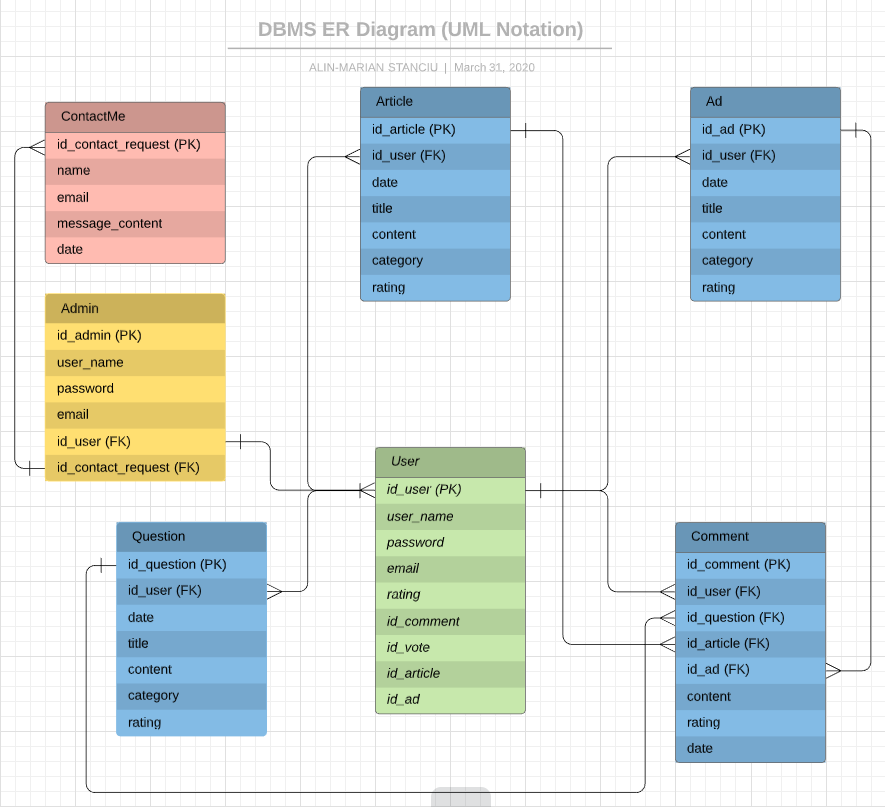 DBMS ER Diagram (UML Notation)
ALIN-MARIAN STANCIU | March 31, 2020
ContactMe
id_contact_request (PK)
name
email
message_content
date
Article
id_article (PK)
id_user (FK)
date
title
content
category
rating
Ad
id_ad (PK)
id_user (FK)
date
title
content
category
rating
Admin
id_admin (PK)
user_name
password
email
id_user (FK)
id_contact_request (FK)
User
id_user (PK)
user_name
password
email
rating
id_comment
id_vote
id_article
id_ad
Question
id_question (PK)
id_user (FK)
date
title
content
category
rating
Comment
id_comment (PK)
id_user (FK)
id_question (FK)
id_article (FK)
id_ad (FK)
content
rating
date